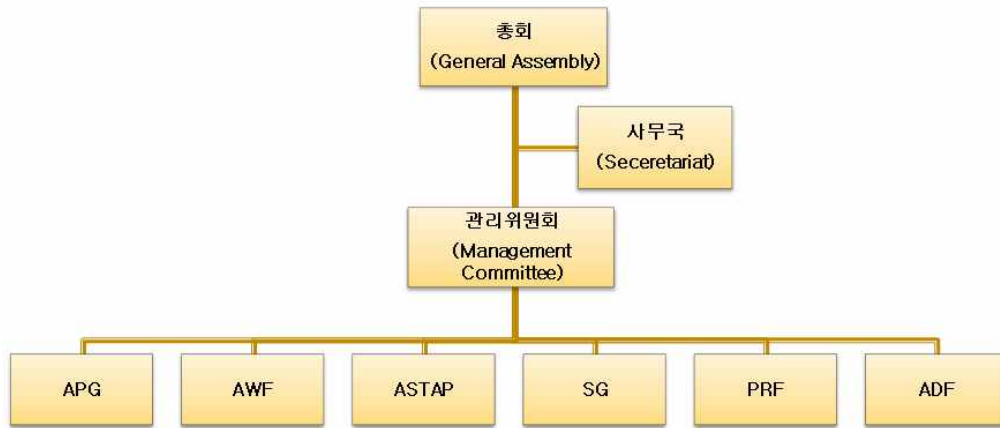 총회
(General Assembly)
사무국
(Seceretariat)
관리위원회
(Management
Committee)
APG
AWF
ASTAP
SG
PRF
ADF